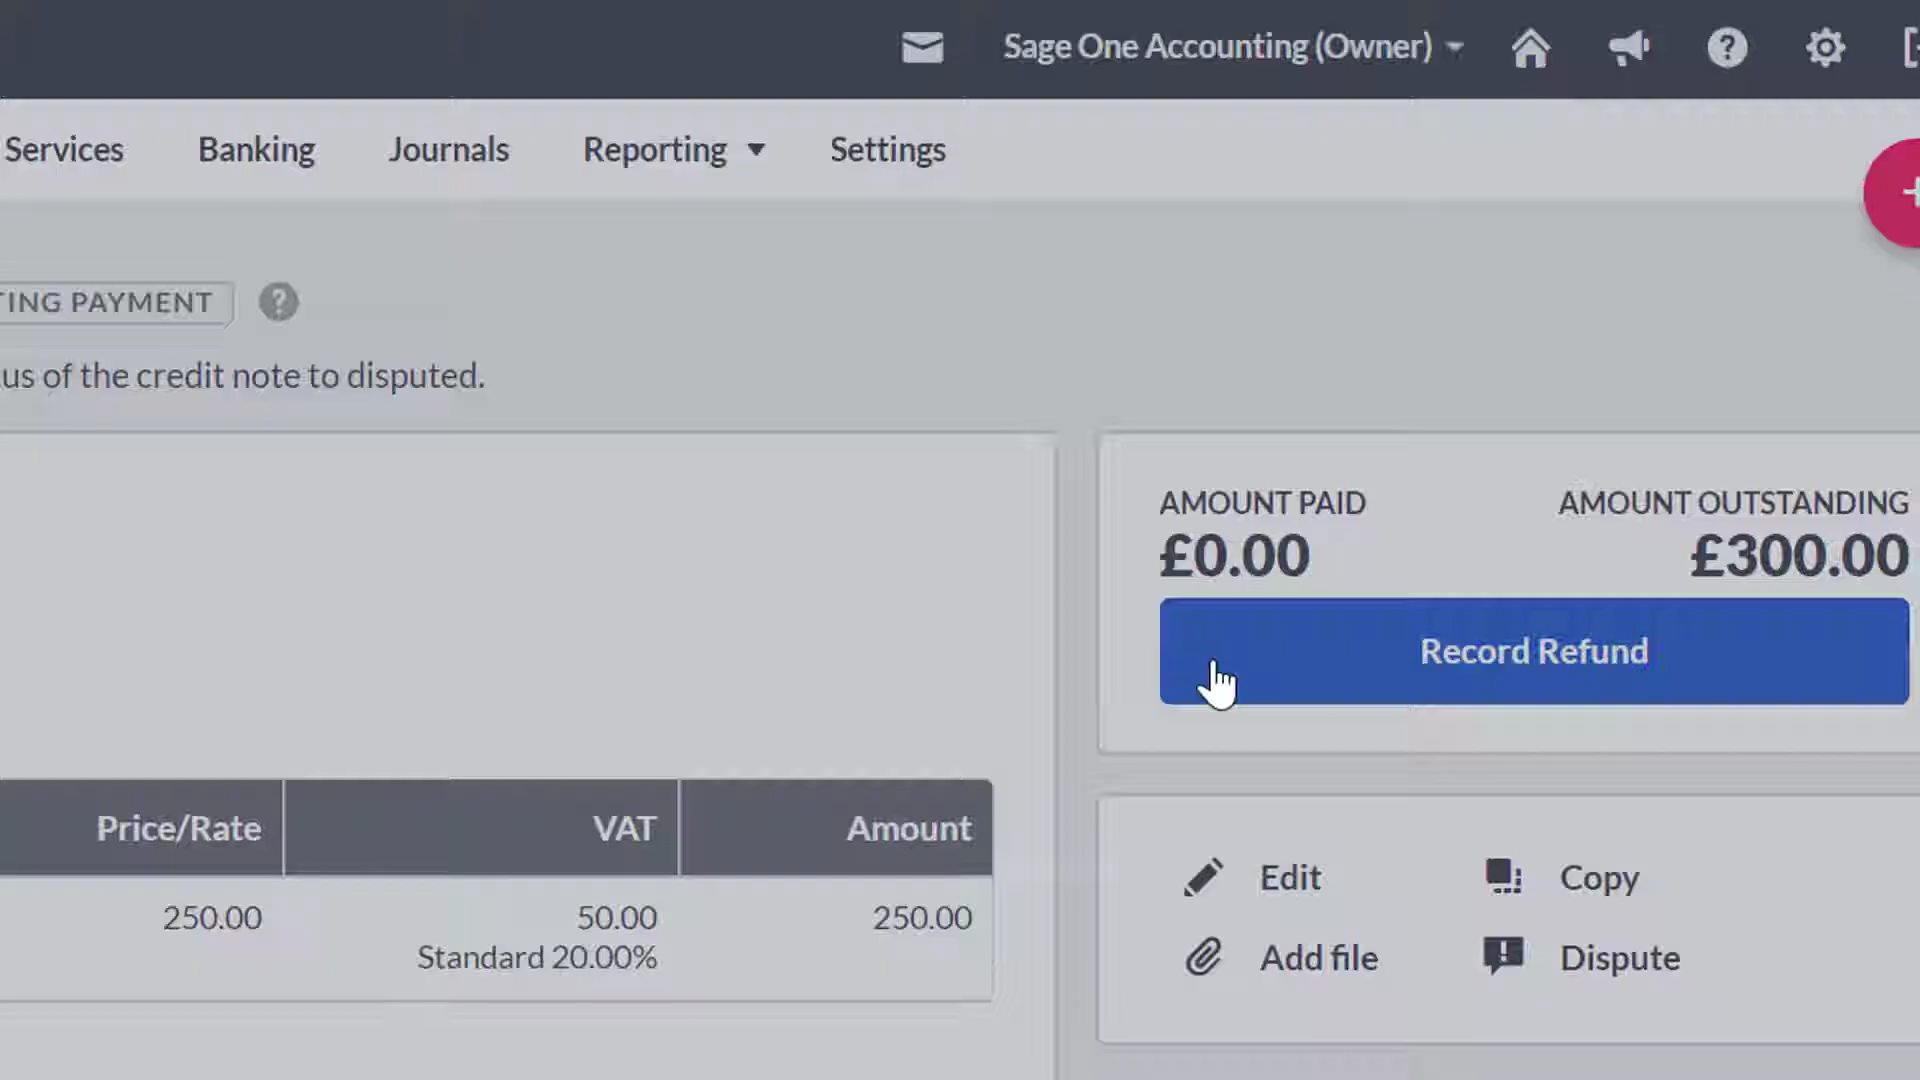 Sage One Accounting (Owner)
Services Banking Journals Reporting Settings
TING PAYMENT
us of the credit note to disputed.
AMOUNT PAID AMOUNT OUTSTANDING
£0.00 £300.00
Record Refund
Price/Rate VAT Amount
250.00 50.00 250.00
Standard 20.00%
Edit Copy
Add file Dispute